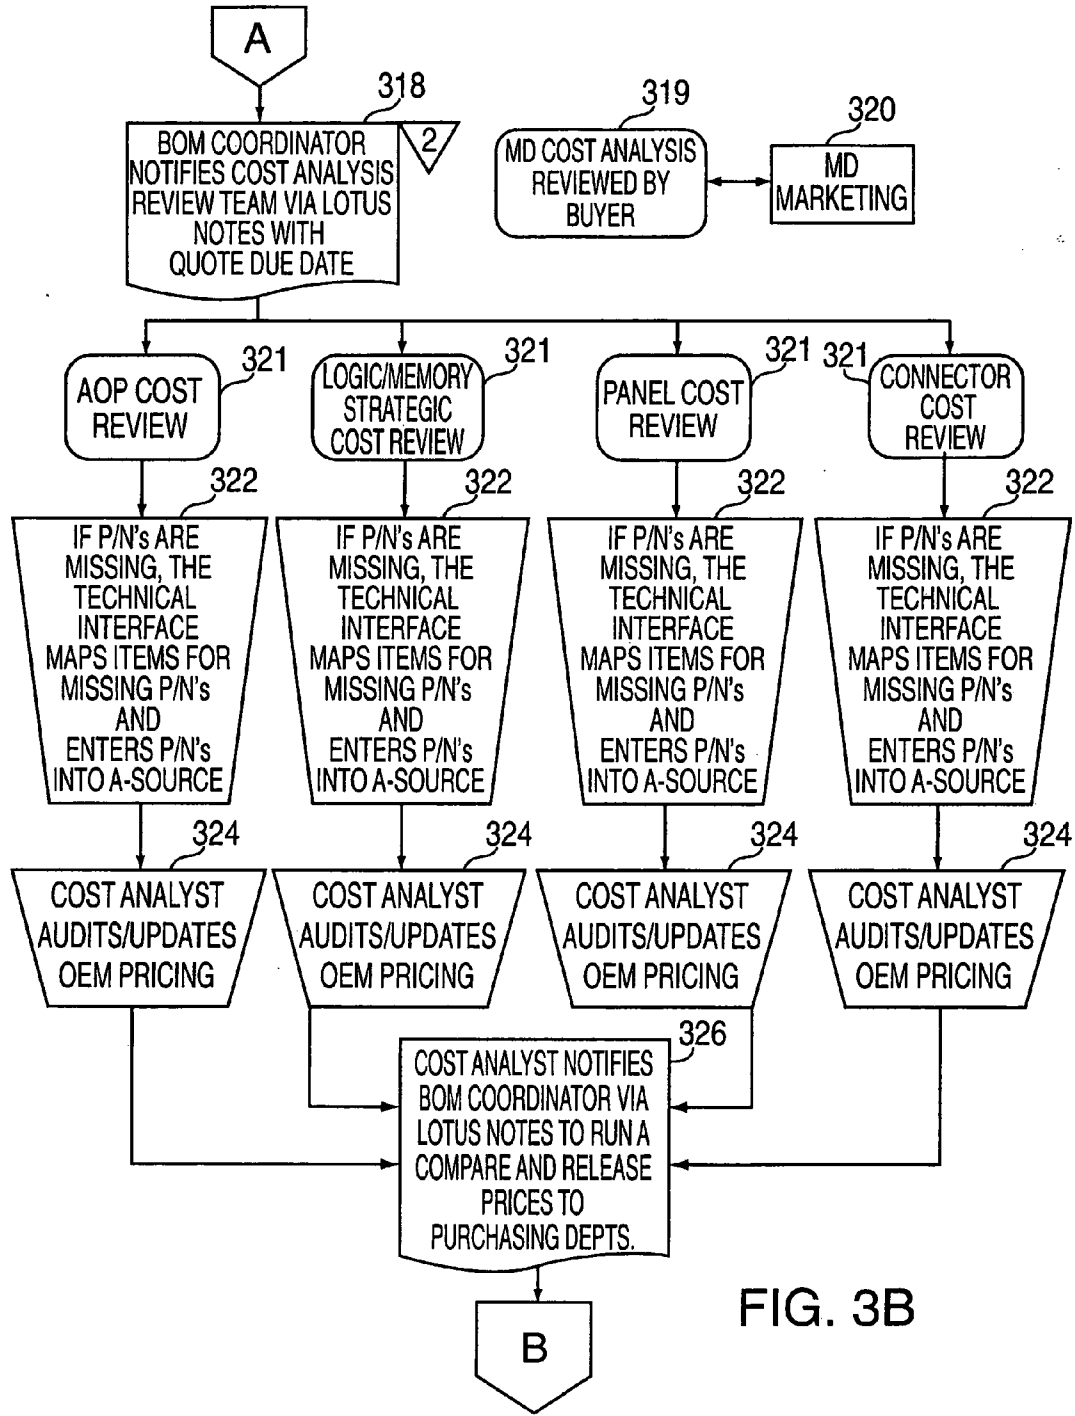 A
318
BOM COORDINATOR
NOTIFIES COST ANALYSIS
REVIEW TEAM VIA LOTUS
NOTES WITH
QUOTE DUE DATE
2
319
MD COST ANALYSIS
REVIEWED BY
BUYER
320
MD
MARKETING
321
AOP COST
REVIEW
321
LOGIC/MEMORY
STRATEGIC
COST REVIEW
321
PANEL COST
REVIEW
321
CONNECTOR
COST
REVIEW
322
IF P/N's ARE
MISSING, THE
TECHNICAL
INTERFACE
MAPS ITEMS FOR
MISSING P/N's
AND
ENTERS P/N's
INTO A-SOURCE
322
IF P/N's ARE
MISSING, THE
TECHNICAL
INTERFACE
MAPS ITEMS FOR
MISSING P/N's
AND
ENTERS P/N's
INTO A-SOURCE
322
IF P/N's ARE
MISSING, THE
TECHNICAL
INTERFACE
MAPS ITEMS FOR
MISSING P/N's
AND
ENTERS P/N's
INTO A-SOURCE
322
IF P/N's ARE
MISSING, THE
TECHNICAL
INTERFACE
MAPS ITEMS FOR
MISSING P/N's
AND
ENTERS P/N's
INTO A-SOURCE
324
COST ANALYST
AUDITS/UPDATES
OEM PRICING
324
COST ANALYST
AUDITS/UPDATES
OEM PRICING
324
COST ANALYST
AUDITS/UPDATES
OEM PRICING
324
COST ANALYST
AUDITS/UPDATES
OEM PRICING
326
COST ANALYST NOTIFIES
BOM COORDINATOR VIA
LOTUS NOTES TO RUN A
COMPARE AND RELEASE
PRICES TO
PURCHASING DEPTS.
B
FIG. 3B